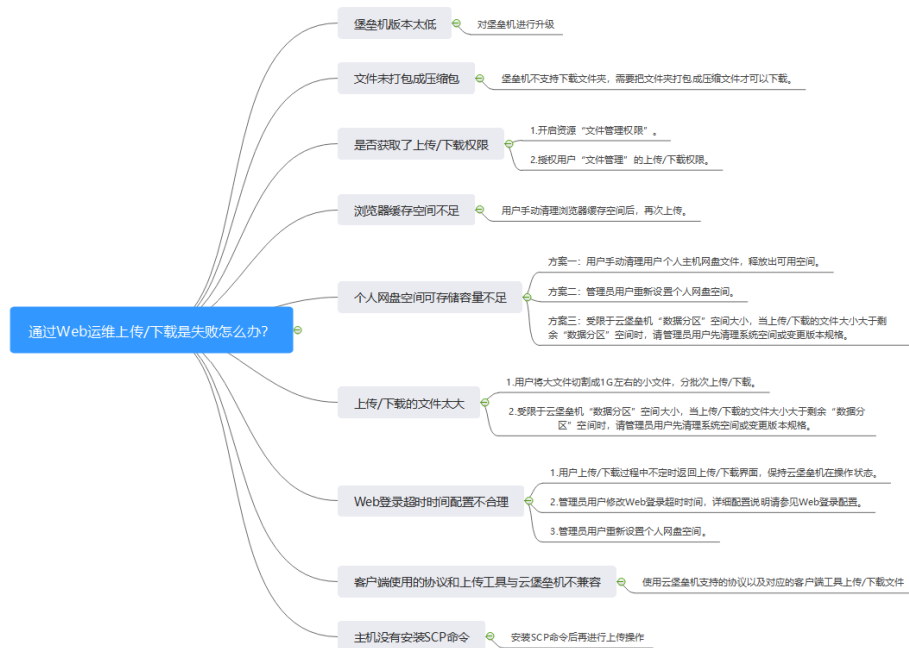 堡垒机版本太低
对堡垒机进行升级
文件未打包成压缩包
堡垒机不支持下载文件夹，需要把文件夹打包成压缩文件才可以下载。
是否获取了上传/下载权限
1.开启资源“文件管理权限”。
2.授权用户“文件管理”的上传/下载权限。
浏览器缓存空间不足
用户手动清理浏览器缓存空间后，再次上传。
个人网盘空间可存储容量不足
方案一：用户手动清理用户个人主机网盘文件，释放出可用空间。
方案二：管理员用户重新设置个人网盘空间。
方案三：受限于云堡垒机“数据分区”空间大小，当上传/下载的文件大小大于剩
余“数据分区”空间时，请管理员用户先清理系统空间或变更版本规格。
通过Web运维上传/下载是失败怎么办？
上传/下载的文件太大
1.用户将大文件切割成1G左右的小文件，分批次上传/下载。
2.受限于云堡垒机“数据分区”空间大小，当上传/下载的文件大小大于剩余“数据分
区”空间时，请管理员用户先清理系统空间或变更版本规格。
Web登录超时时间配置不合理
1.用户上传/下载过程中不定时返回上传/下载界面，保持云堡垒机在操作状态。
2.管理员用户修改Web登录超时时间，详细配置说明请参见Web登录配置。
3.管理员用户重新设置个人网盘空间。
客户端使用的协议和上传工具与云堡垒机不兼容
使用云堡垒机支持的协议以及对应的客户端工具上传/下载文件
主机没有安装SCP命令
安装SCP命令后再进行上传操作